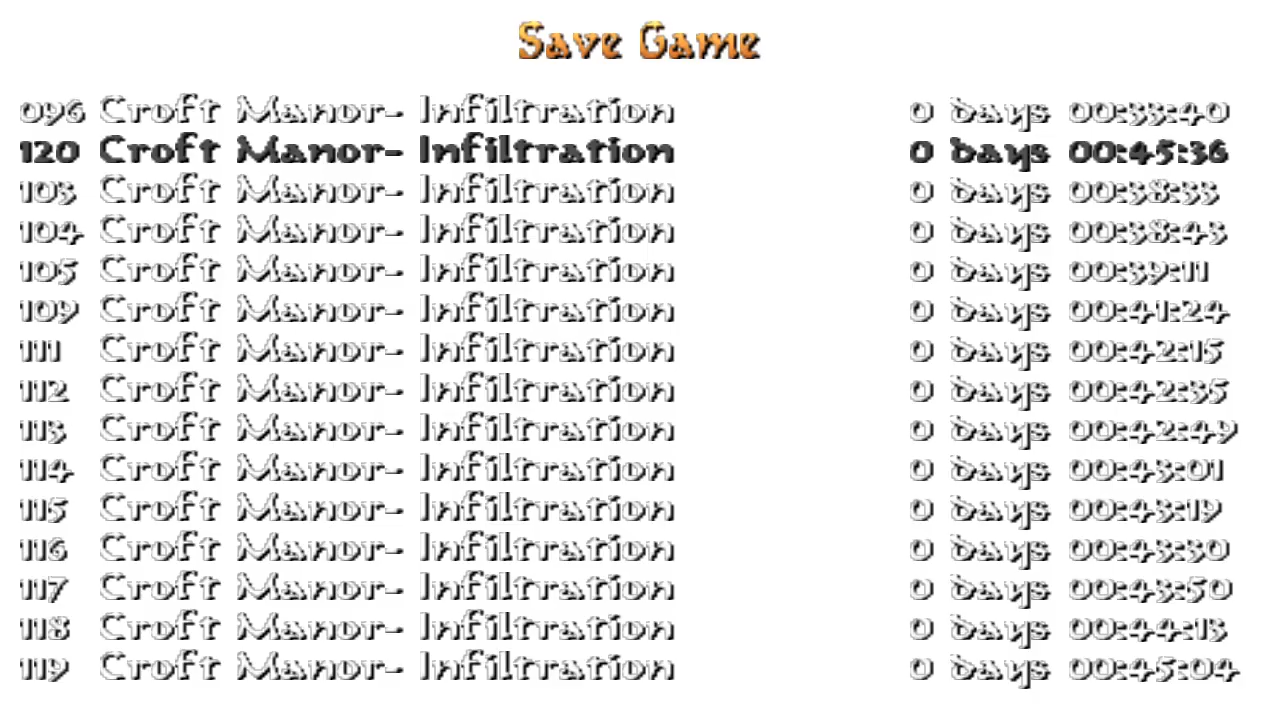 Save Game
096 Croft Manor- Infiltration 0 days 00:33:40
120 Croft Manor- Infiltration 0 days 00:45:36
103 Croft Manor- Infiltration 0 days 00:38:33
104 Croft Manor- Infiltration 0 days 00:38:43
105 Croft Manor- Infiltration 0 days 00:39:11
109 Croft Manor- Infiltration 0 days 00:41:24
111 Croft Manor- Infiltration 0 days 00:42:15
112 Croft Manor- Infiltration 0 days 00:42:35
113 Croft Manor- Infiltration 0 days 00:42:49
114 Croft Manor- Infiltration 0 days 00:43:01
115 Croft Manor- Infiltration 0 days 00:43:19
116 Croft Manor- Infiltration 0 days 00:43:30
117 Croft Manor- Infiltration 0 days 00:43:50
118 Croft Manor- Infiltration 0 days 00:44:13
119 Croft Manor- Infiltration 0 days 00:45:04